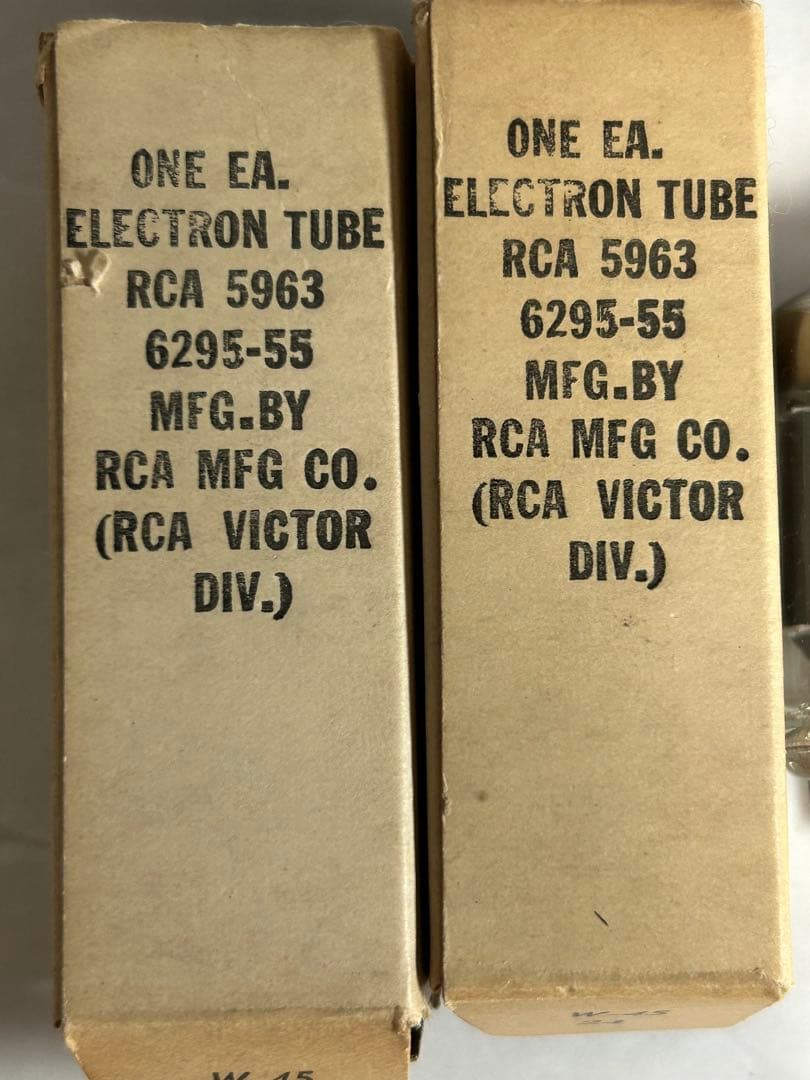 ONE EA.
ELECTRON TUBE
RCA 5963
6295-55
MFG.BY
RCA MFG CO.
(RCA VICTOR
DIV.)
ONE EA.
ELECTRON TUBE
RCA 5963
6295-55
MFG.BY
RCA MFG CO.
(RCA VICTOR
DIV.)
W-45